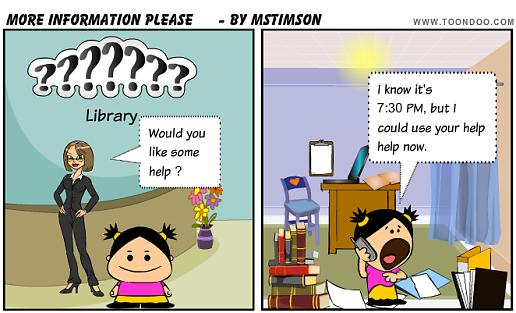 MORE INFORMATION PLEASE - BY MSTIMSON
WWW.TOONDOO.COM
???????
Library
Would you
like some
help ?
I know it's
7:30 PM, but I
could use your help
help now.